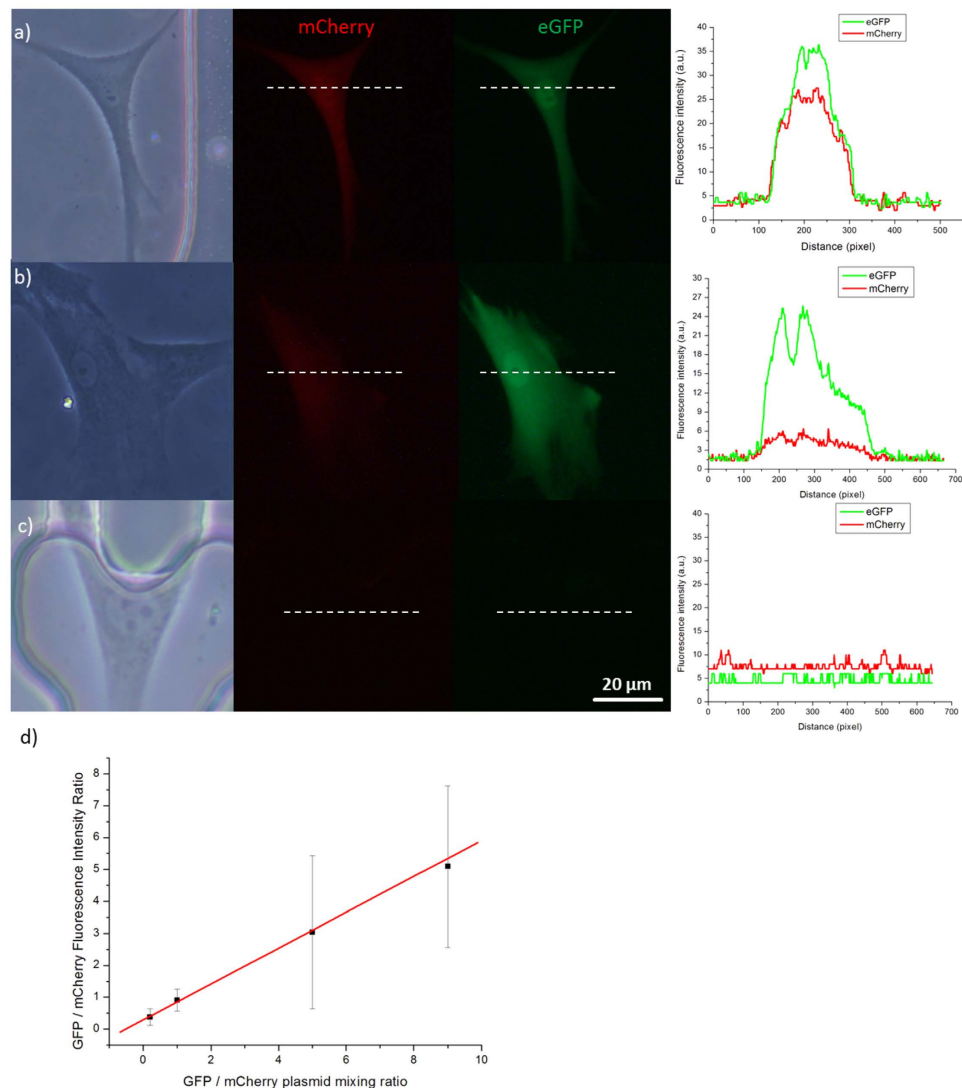 a)
mCherry
eGFP
eGFP
mCherry
Fluorescence intensity (a.u.)
40
35
30
25
20
15
10
5
0
0 100 200 300 400 500
Distance (pixel)
b)
eGFP
mCherry
Fluorescence intensity (a.u.)
30
27
24
21
18
15
12
9
6
3
0
0 100 200 300 400 500 600 700
Distance (pixel)
c)
20 µm
eGFP
mCherry
Fluorescence intensity (a.u.)
40
35
30
25
20
15
10
5
0
0 100 200 300 400 500 600 700
Distance (pixel)
d)
GFP / mCherry Fluorescence Intensity Ratio
8
7
6
5
4
3
2
1
0
0 2 4 6 8 10
GFP / mCherry plasmid mixing ratio